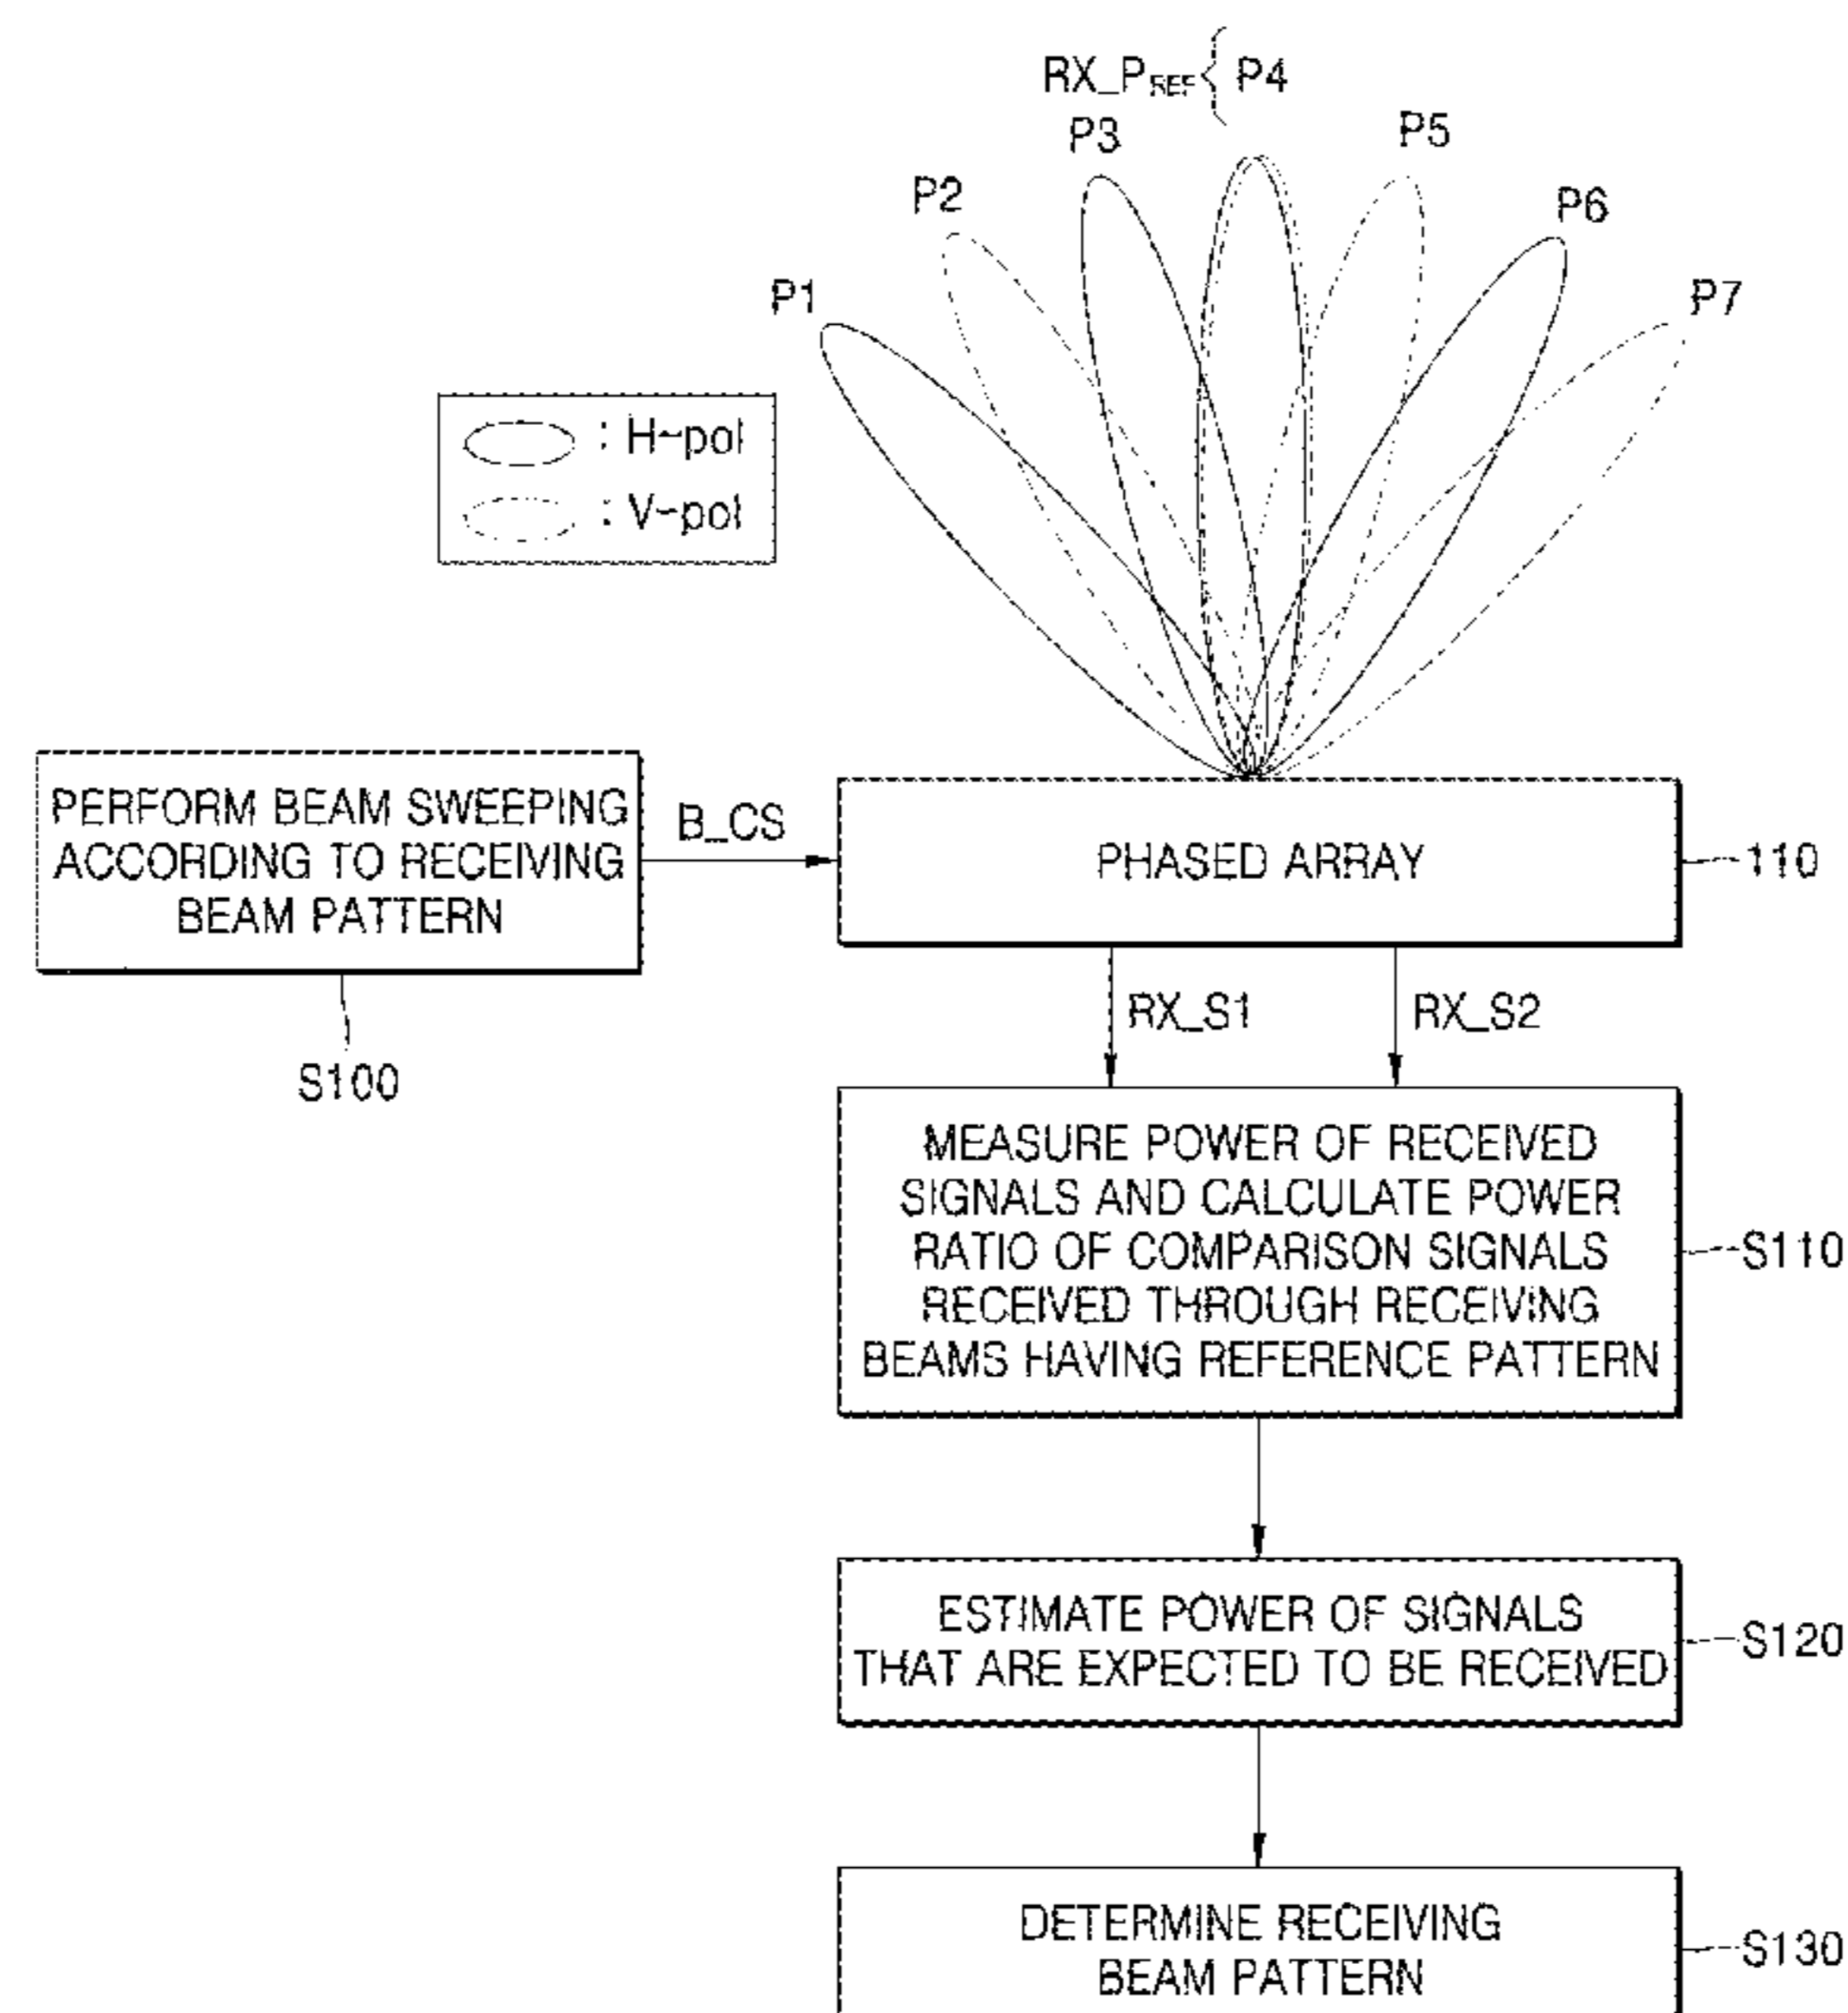 RX_PREF { P4
P3
P5
P2
P6
P1
P7
: H-pol
: V-pol
PERFORM BEAM SWEEPING
ACCORDING TO RECEIVING
BEAM PATTERN
B_CS
PHASED ARRAY
110
S100
RX_S1
RX_S2
MEASURE POWER OF RECEIVED
SIGNALS AND CALCULATE POWER
RATIO OF COMPARISON SIGNALS
RECEIVED THROUGH RECEIVING
BEAMS HAVING REFERENCE PATTERN
S110
ESTIMATE POWER OF SIGNALS
THAT ARE EXPECTED TO BE RECEIVED
S120
DETERMINE RECEIVING
BEAM PATTERN
S130